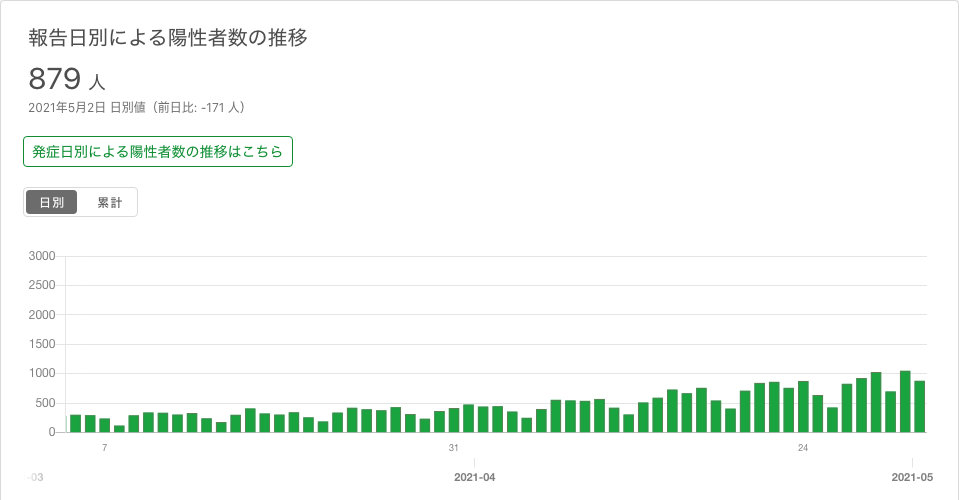 報告日別による陽性者数の推移
879 人
2021年5月2日 日別値（前日比: -171 人）
発症日別による陽性者数の推移はこちら
日別 累計
3000
2500
2000
1500
1000
500
0
7 31 24
-03 2021-04 2021-05